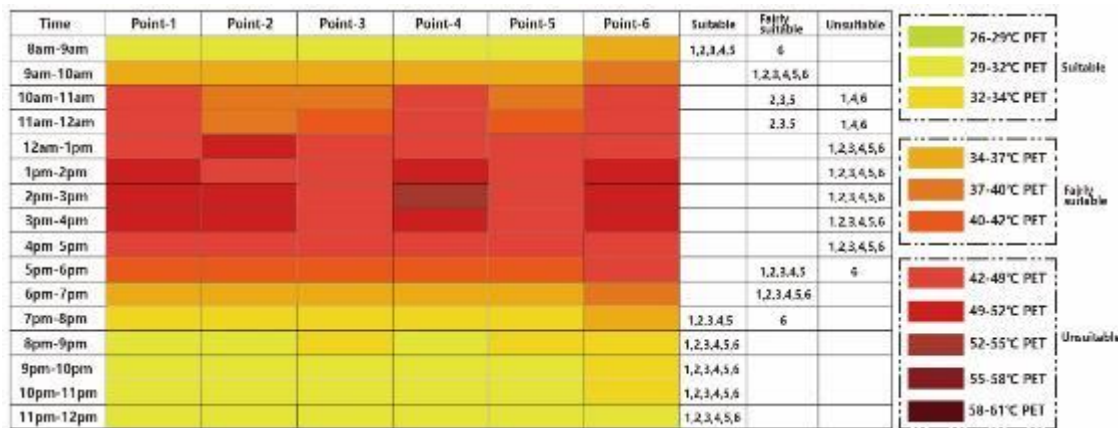 Time Point-1 Point-2 Point-3 Point-4 Point-5 Point-6 Suitable Fairly suitable Unsuitable
8am-9am 1,2,3,4,5 6
9am-10am 1,2,3,4,5,6
10am-11am 2,3,5 1,4,6
11am-12am 2,3,5 1,4,6
12am-1pm 1,2,3,4,5,6
1pm-2pm 1,2,3,4,5,6
2pm-3pm 1,2,3,4,5,6
3pm-4pm 1,2,3,4,5,6
4pm-5pm 1,2,3,4,5,6
5pm-6pm 1,2,3,4,5 6
6pm-7pm 1,2,3,4,5,6
7pm-8pm 1,2,3,4,5 6
8pm-9pm 1,2,3,4,5,6
9pm-10pm 1,2,3,4,5,6
10pm-11pm 1,2,3,4,5,6
11pm-12pm 1,2,3,4,5,6
26-29℃ PET
29-32℃ PET
32-34℃ PET
Suitable
34-37℃ PET
37-40℃ PET
40-42℃ PET
Fairly
suitable
42-49℃ PET
49-52℃ PET
52-55℃ PET
55-58℃ PET
58-61℃ PET
Unsuitable